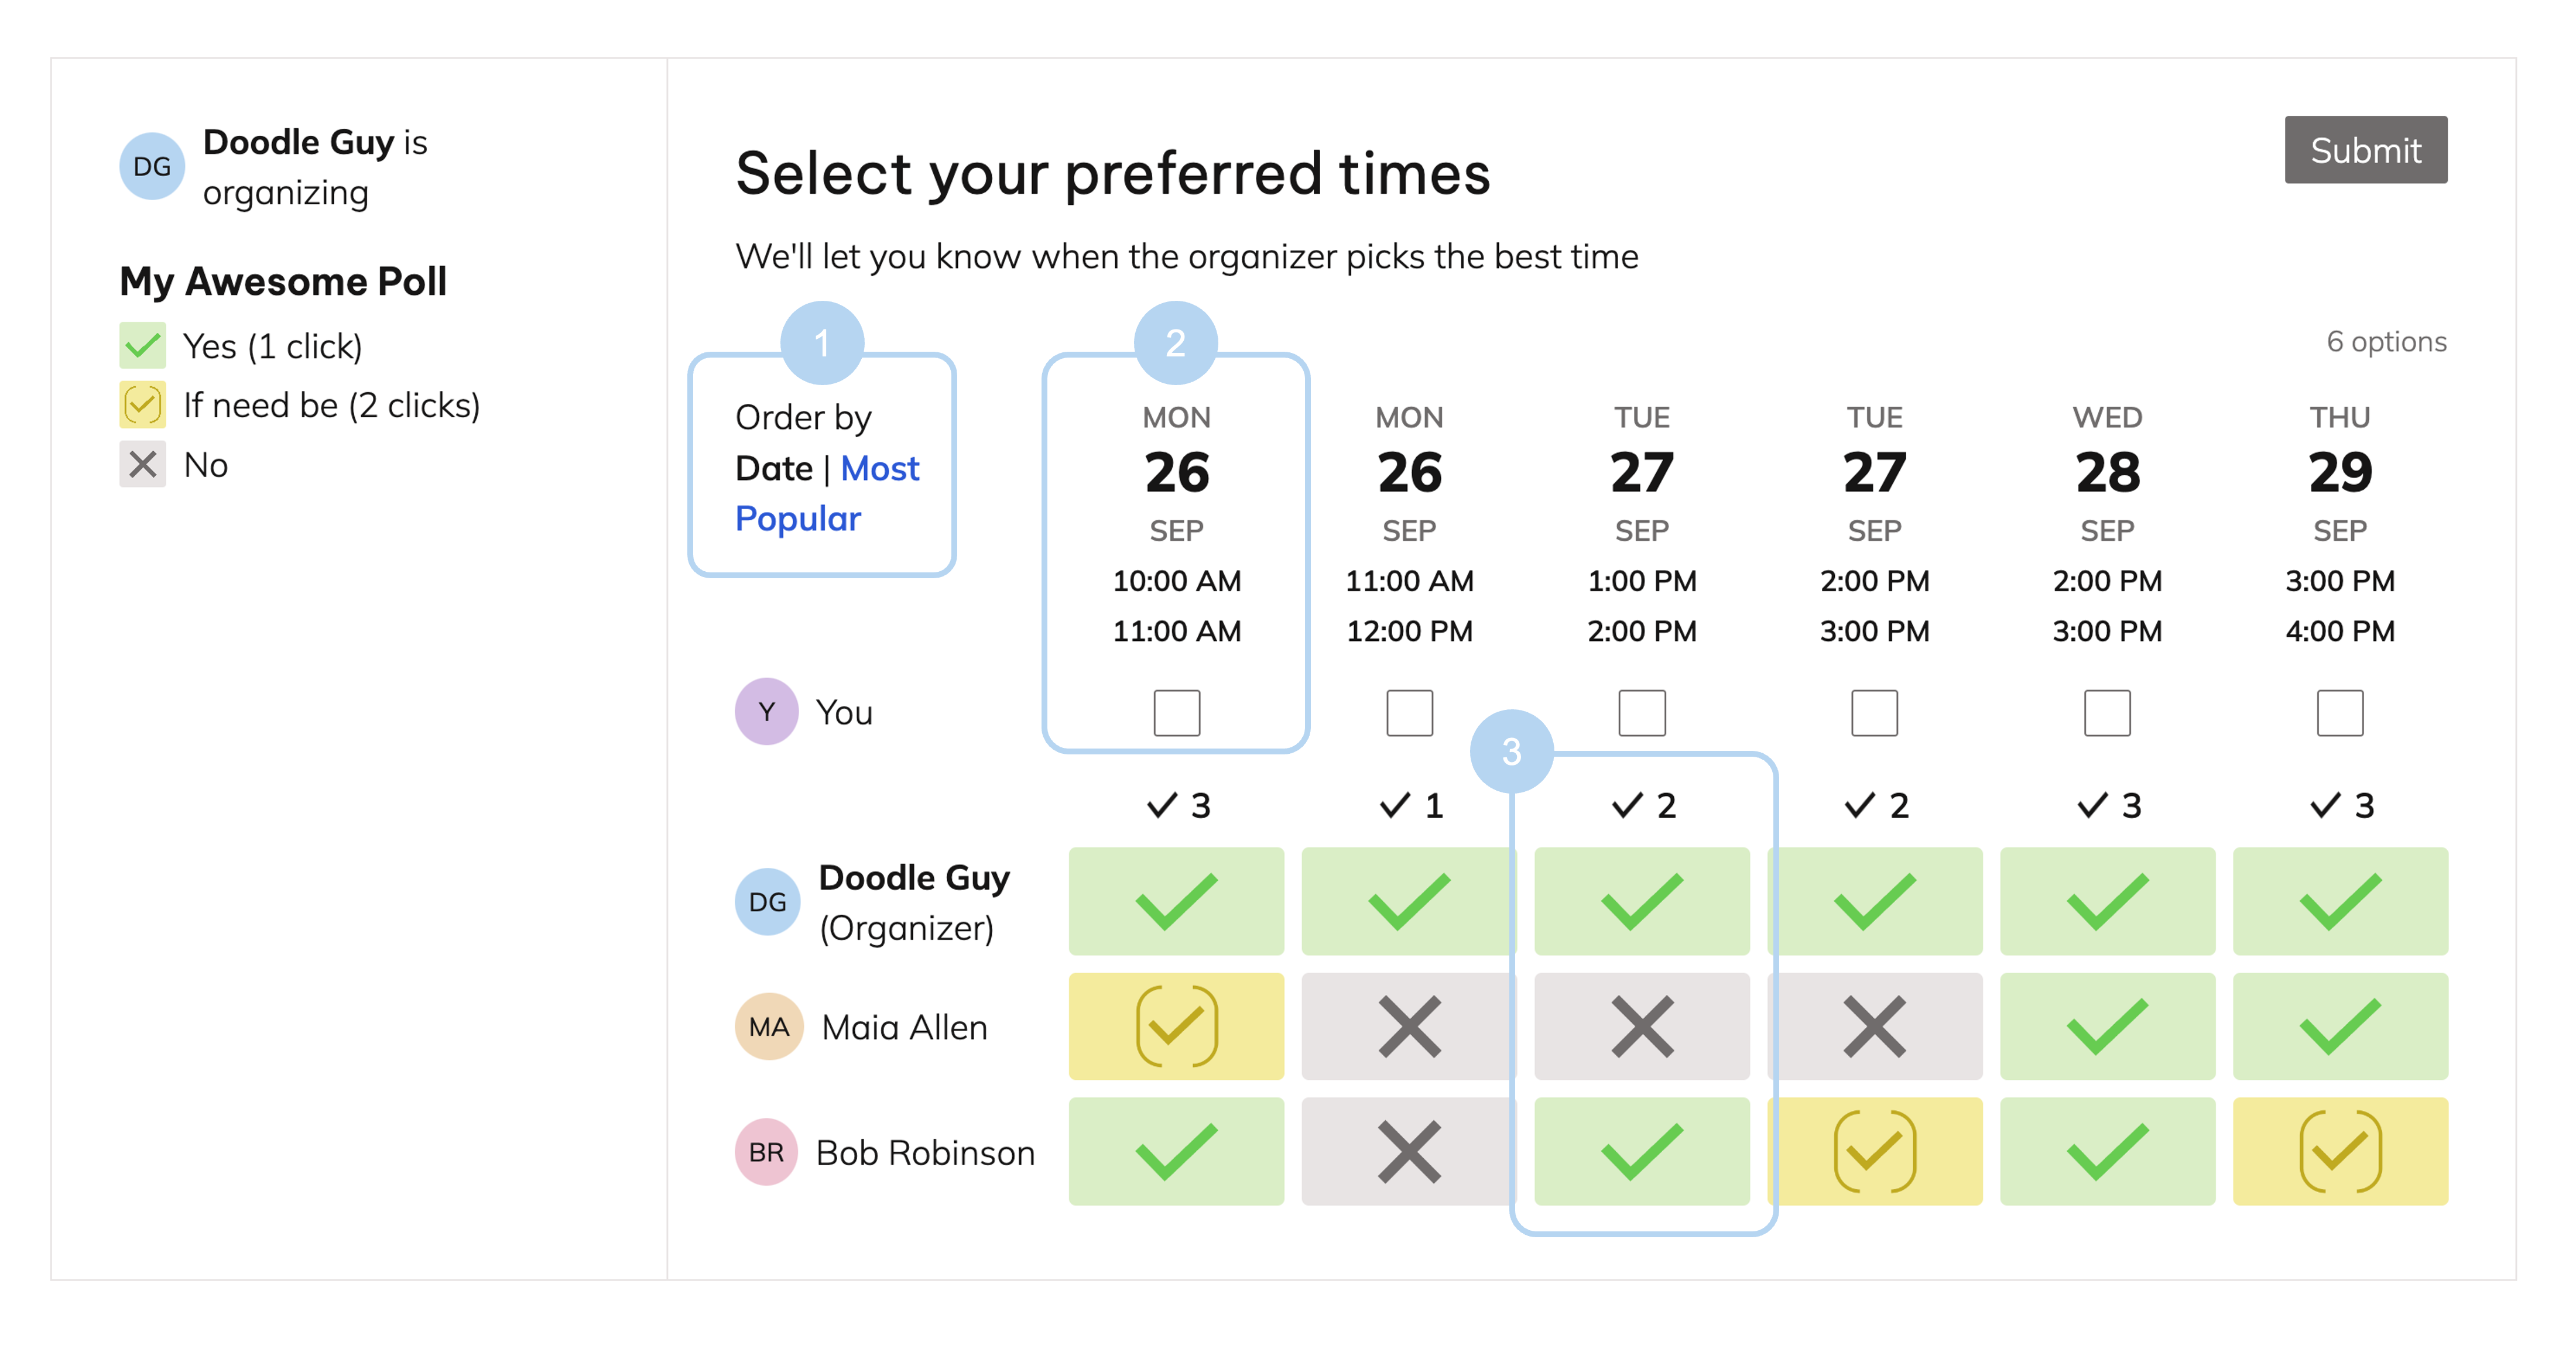 DG
Doodle Guy is
organizing
My Awesome Poll
Yes (1 click)
If need be (2 clicks)
No
Submit
Select your preferred times
We'll let you know when the organizer picks the best time
6 options
1
Order by
Date | Most
Popular
2
MON MON TUE TUE WED THU
26 26 27 27 28 29
SEP SEP SEP SEP SEP SEP
10:00 AM 11:00 AM 1:00 PM 2:00 PM 2:00 PM 3:00 PM
11:00 AM 12:00 PM 2:00 PM 3:00 PM 3:00 PM 4:00 PM
Y You
3
3 1 2 2 3 3
DG Doodle Guy
(Organizer)
MA Maia Allen
BR Bob Robinson